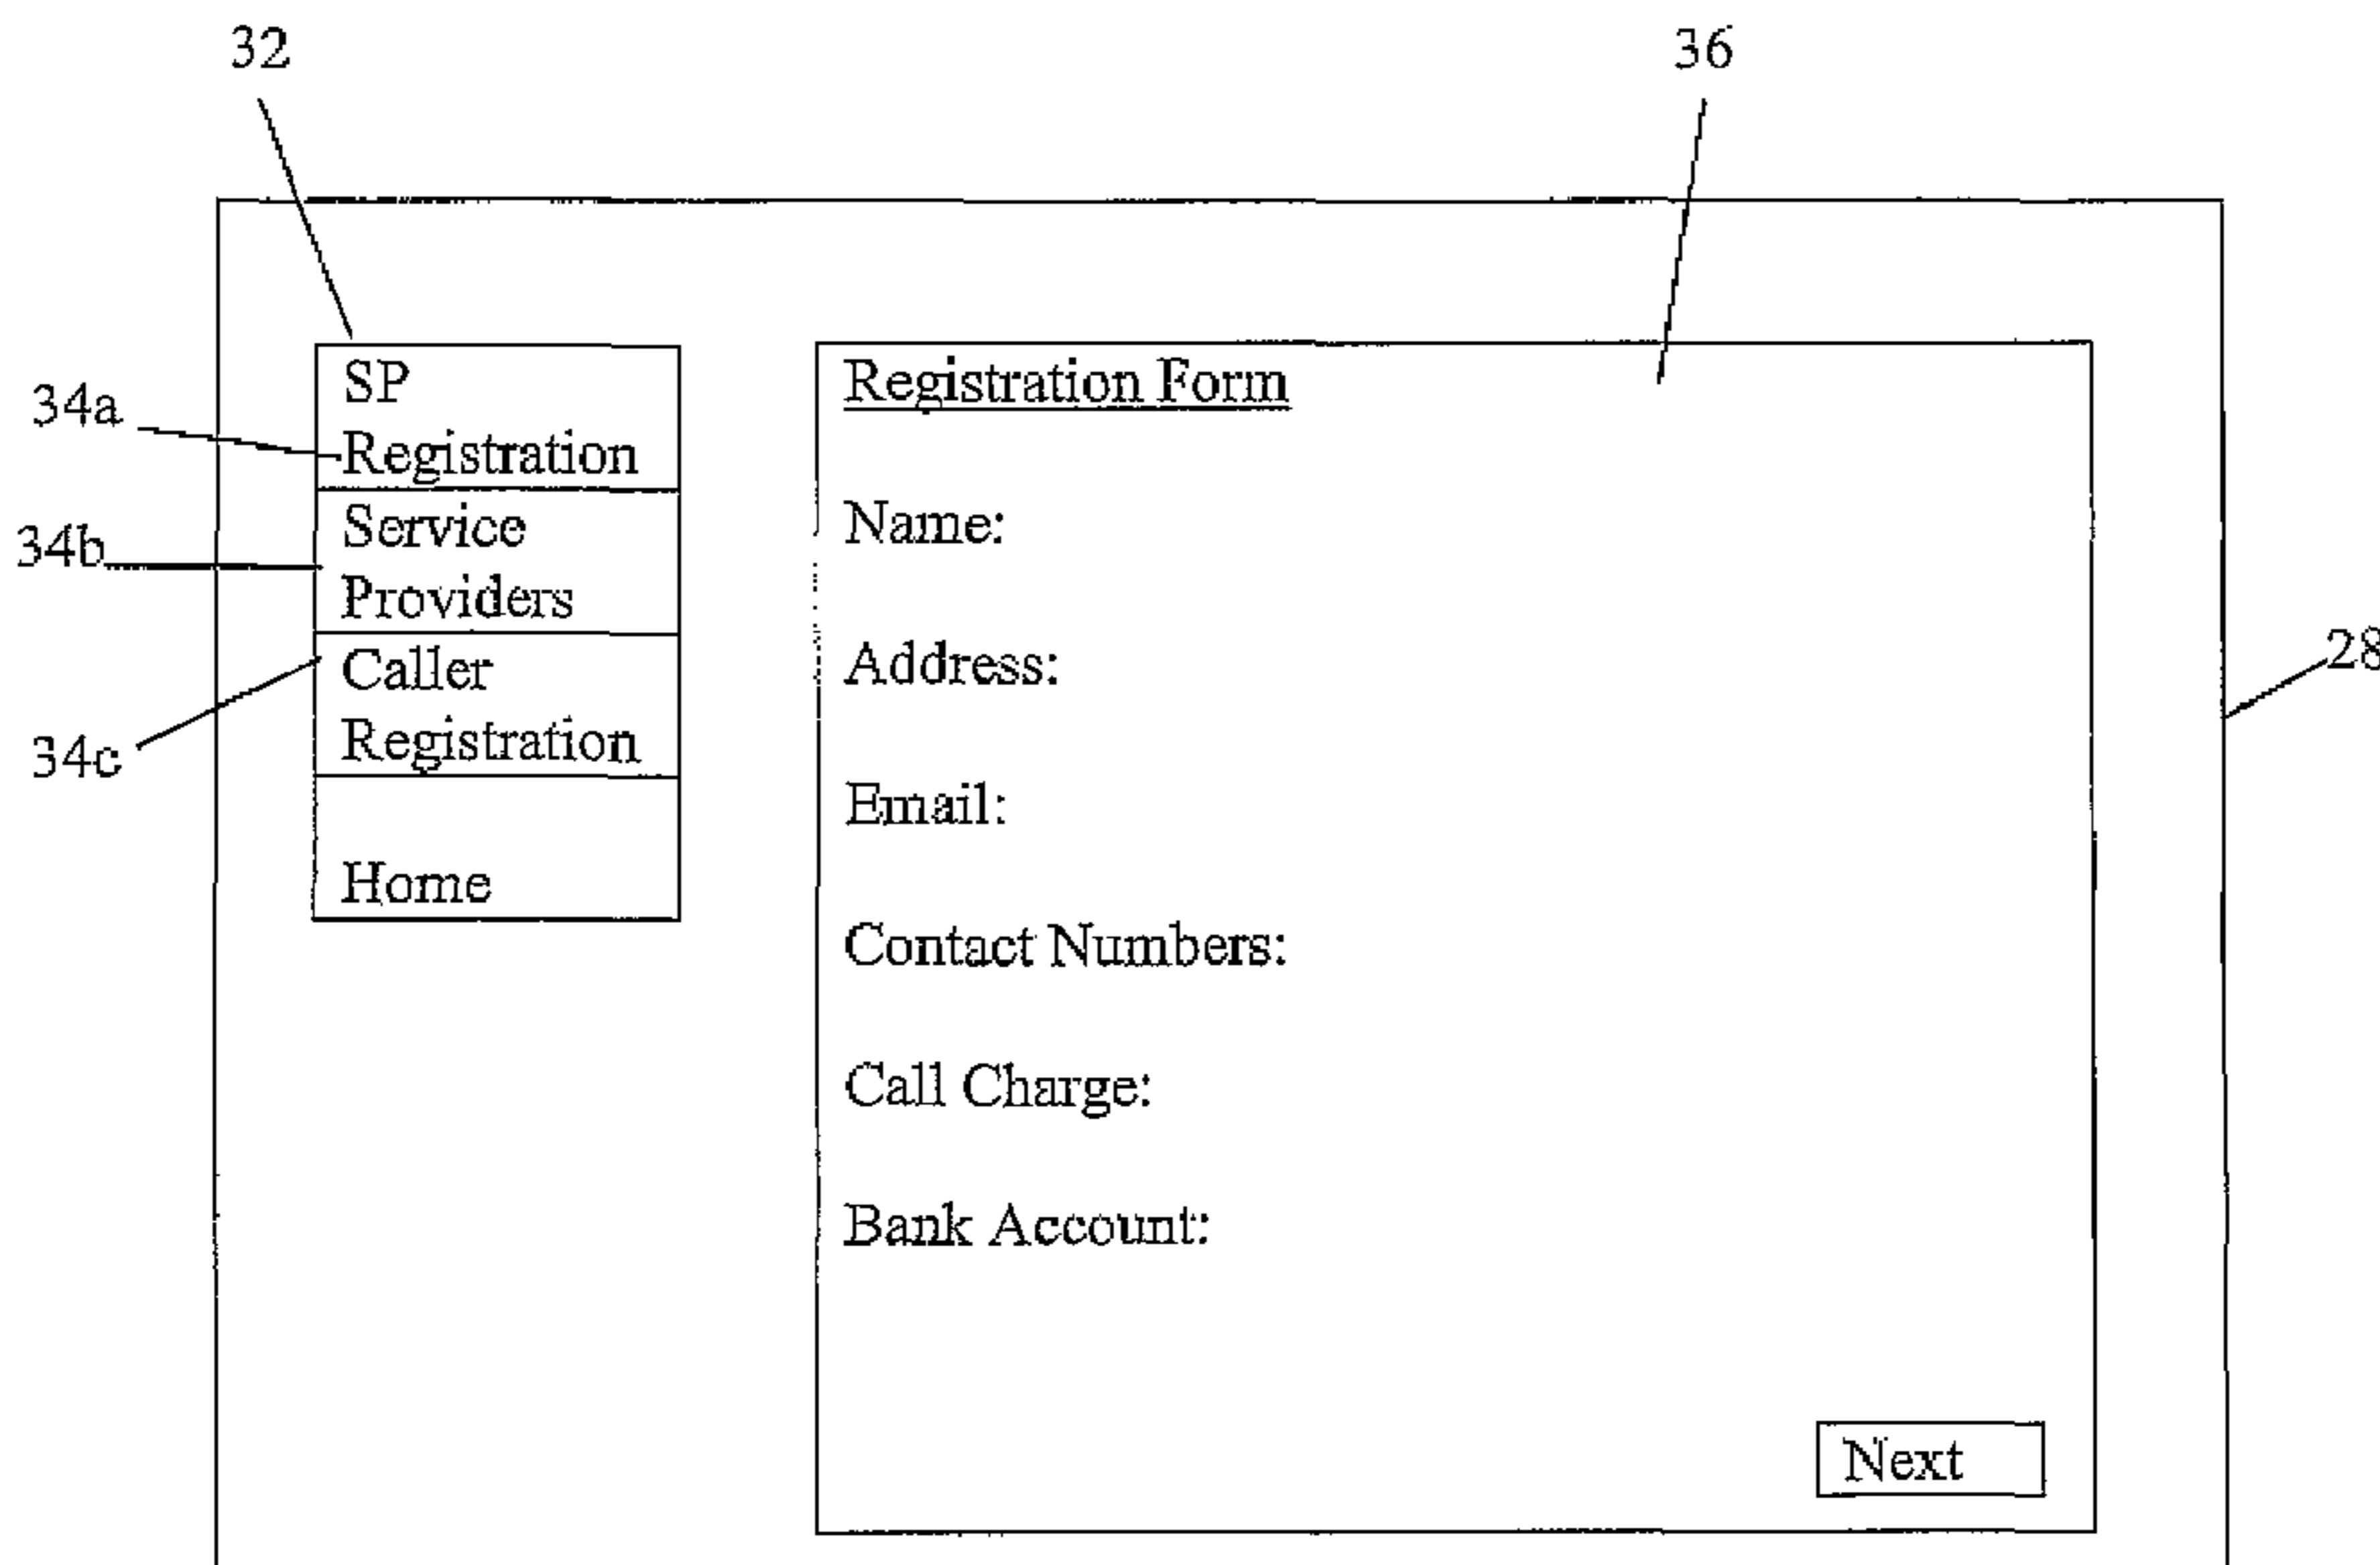 32
36
SP
34a
Registration
Service
34b
Providers
Caller
34c
Registration
Home
Registration Form
Name:
Address:
28
Email:
Contact Numbers:
Call Charge:
Bank Account:
Next